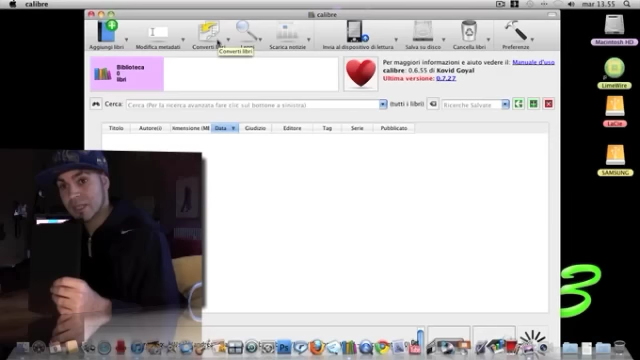 calibre
mar 13.55
calibre
Aggiungi libri
Modifica metadati
Converti libri
Scarica notizie
Invia al dispositivo di lettura
Salva su disco
Cancella libri
Preferenze
Converti libri
Biblioteca
8
libri
Per maggiori informazioni e aiuto vedere il: Manuale d'uso
calibre: 0.6.55 di Kovid Goyal
Ultima versione: 0.7.27
Cerca:
Cerca (Per la ricerca avanzata fare clic sul bottone a sinistra)
(tutti i libri)
Ricerche Salvate
Titolo
Autore(i)
Data
Giudizio
Editore
Tag
Serie
Pubblicato
Macintosh HD
LimeWire
LaCie
SAMSUNG
3